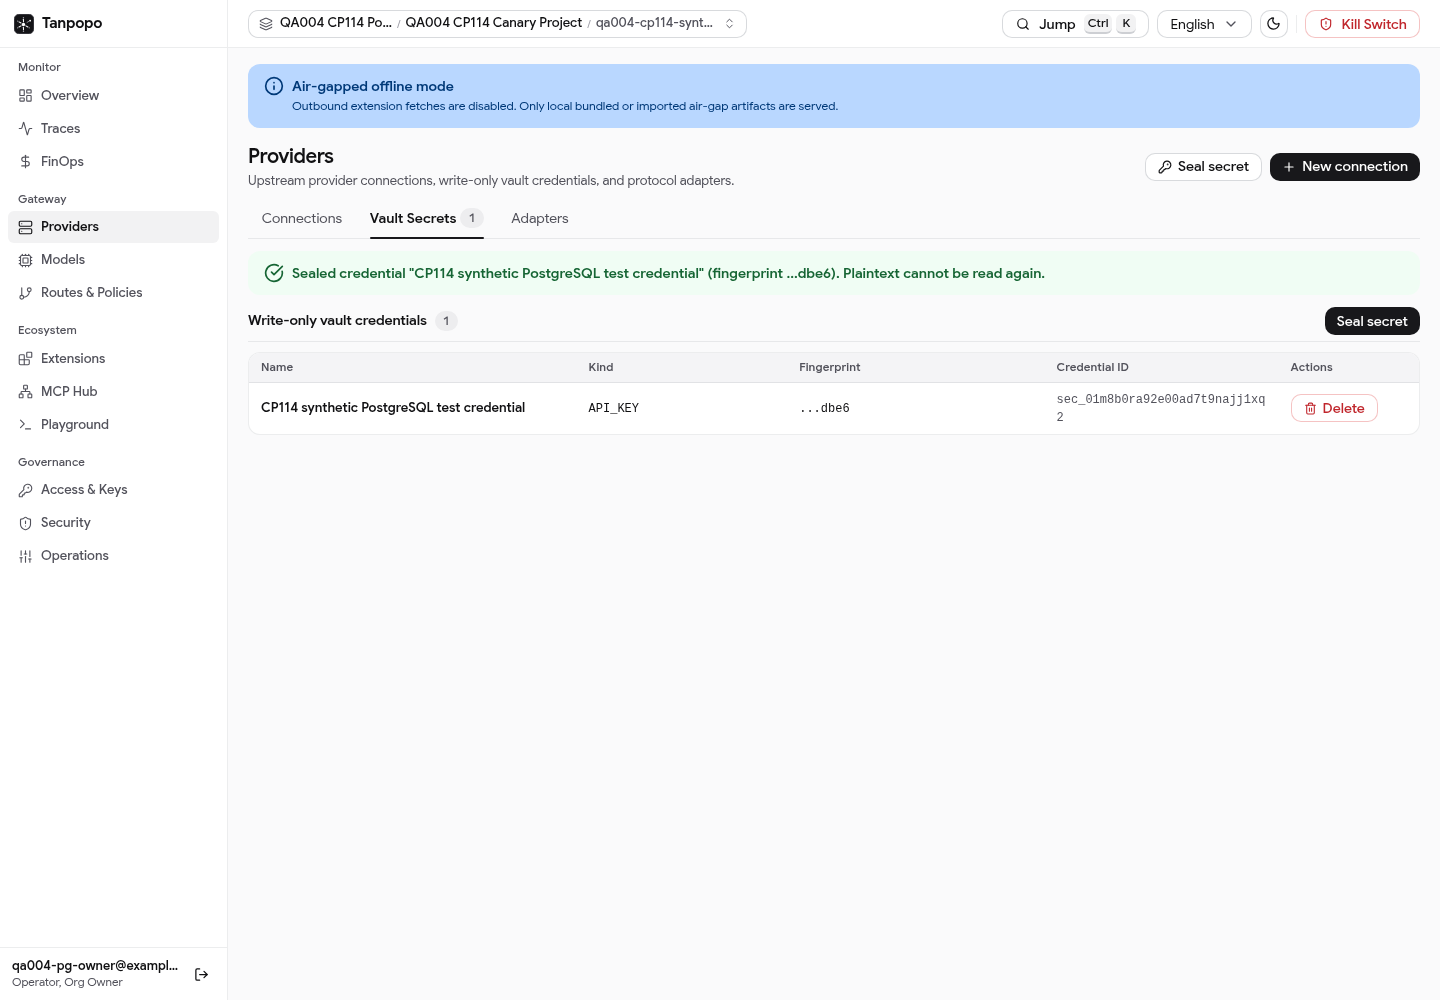 Tanpopo
QA004 CP114 Po... / QA004 CP114 Canary Project / qa004-cp114-synt...
Jump Ctrl K
English
Kill Switch
Monitor
Overview
Traces
FinOps
Gateway
Providers
Models
Routes & Policies
Ecosystem
Extensions
MCP Hub
Playground
Governance
Access & Keys
Security
Operations
qa004-pg-owner@exampl...
Operator, Org Owner
Air-gapped offline mode
Outbound extension fetches are disabled. Only local bundled or imported air-gap artifacts are served.
Providers
Upstream provider connections, write-only vault credentials, and protocol adapters.
Seal secret
New connection
Connections
Vault Secrets 1
Adapters
Sealed credential "CP114 synthetic PostgreSQL test credential" (fingerprint ...dbe6). Plaintext cannot be read again.
Write-only vault credentials 1
Seal secret
Name Kind Fingerprint Credential ID Actions
CP114 synthetic PostgreSQL test credential API_KEY ...dbe6 sec_01m8b0ra92e00ad7t9najj1xq
2
Delete